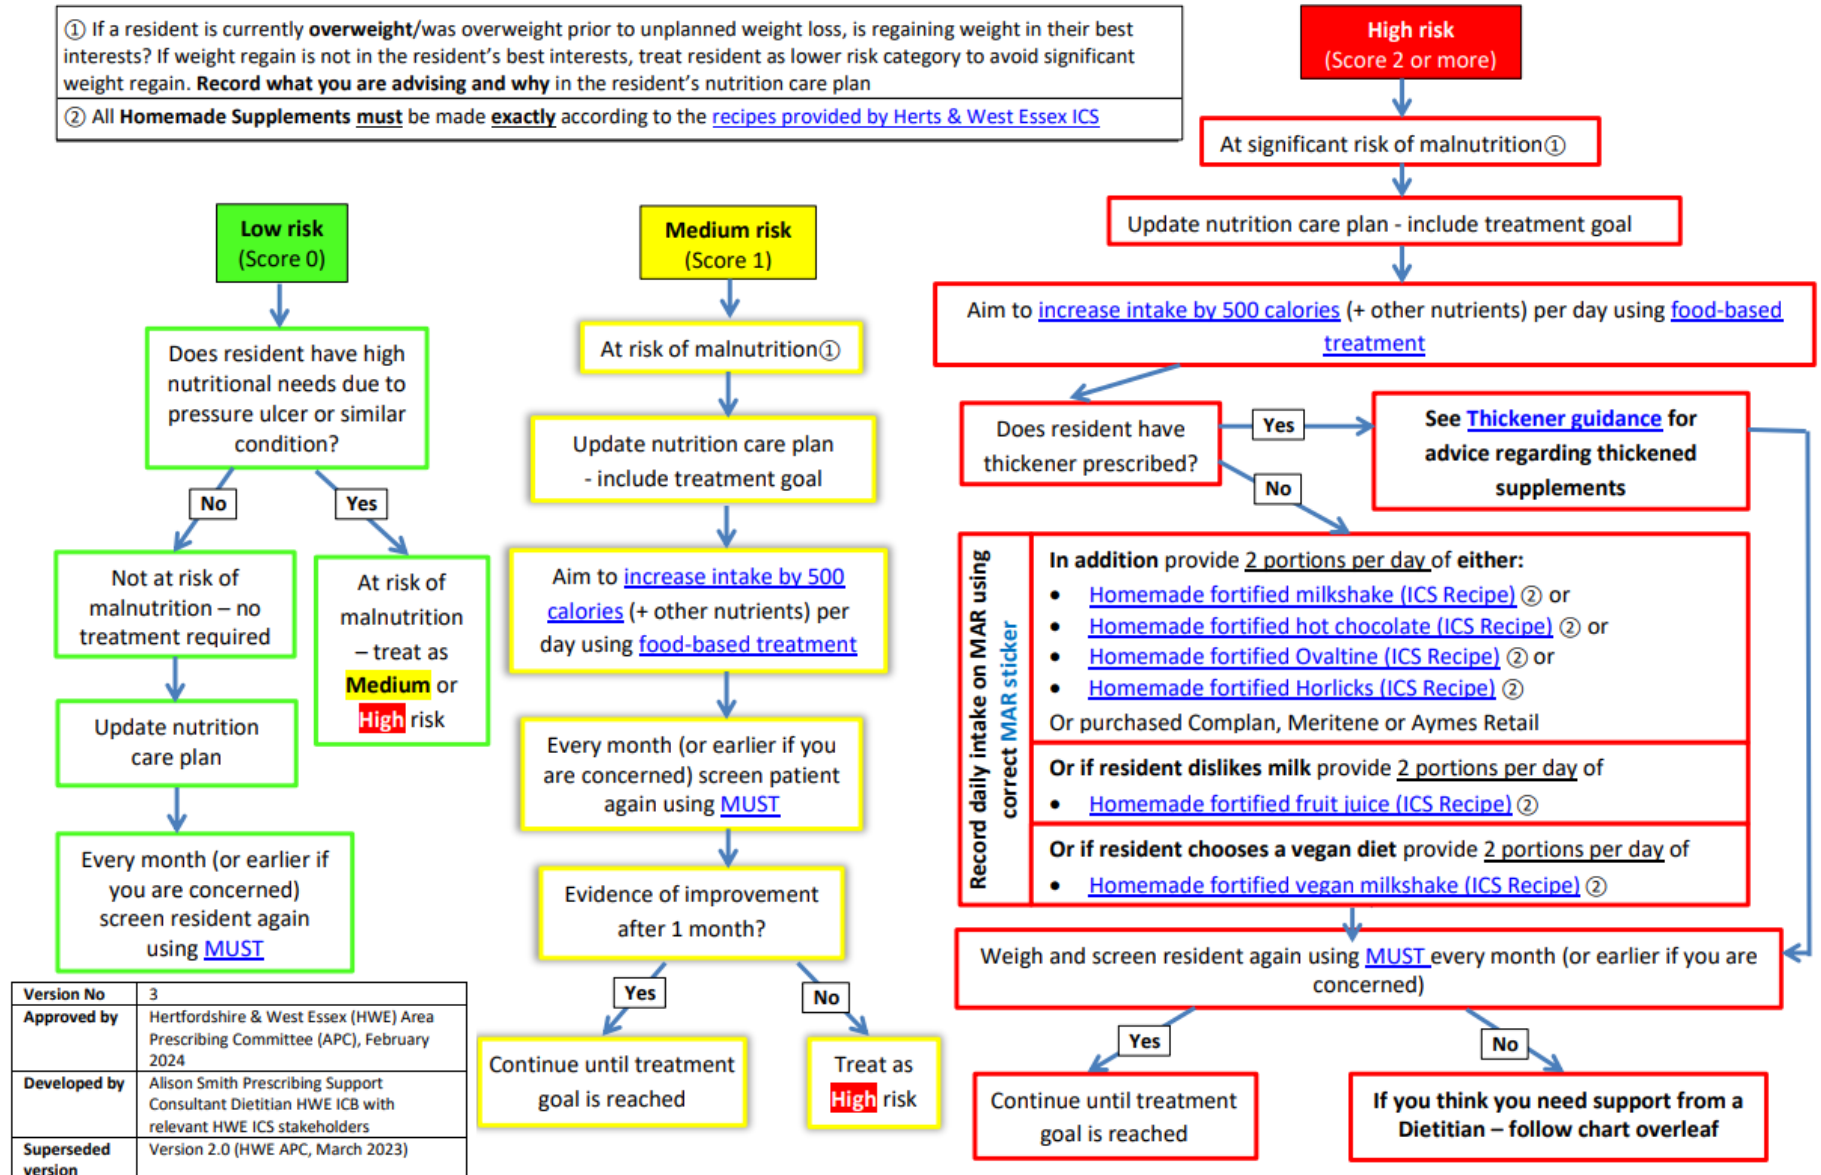 ① If a resident is currently overweight/was overweight prior to unplanned weight loss, is regaining weight in their best
interests? If weight regain is not in the resident's best interests, treat resident as lower risk category to avoid significant
weight regain. Record what you are advising and why in the resident's nutrition care plan
② All Homemade Supplements must be made exactly according to the recipes provided by Herts & West Essex ICS
Low risk
(Score 0)
Does resident have high
nutritional needs due to
pressure ulcer or similar
condition?
No
Yes
Not at risk of
malnutrition – no
treatment required
At risk of
malnutrition
– treat as
Medium or
High risk
Update nutrition
care plan
Every month (or earlier if
you are concerned)
screen resident again
using MUST
Medium risk
(Score 1)
At risk of malnutrition①
Update nutrition care plan
- include treatment goal
Aim to increase intake by 500
calories (+ other nutrients) per
day using food-based treatment
Every month (or earlier if you
are concerned) screen patient
again using MUST
Evidence of improvement
after 1 month?
Yes
No
Continue until treatment
goal is reached
Treat as
High risk
High risk
(Score 2 or more)
At significant risk of malnutrition①
Update nutrition care plan - include treatment goal
Aim to increase intake by 500 calories (+ other nutrients) per day using food-based
treatment
Does resident have
thickener prescribed?
Yes
No
See Thickener guidance for
advice regarding thickened
supplements
Record daily intake on MAR using
correct MAR sticker
In addition provide 2 portions per day of either:
• Homemade fortified milkshake (ICS Recipe) ② or
• Homemade fortified hot chocolate (ICS Recipe) ② or
• Homemade fortified Ovaltine (ICS Recipe) ② or
• Homemade fortified Horlicks (ICS Recipe) ②
Or purchased Complan, Meritene or Aymes Retail
Or if resident dislikes milk provide 2 portions per day of
• Homemade fortified fruit juice (ICS Recipe) ②
Or if resident chooses a vegan diet provide 2 portions per day of
• Homemade fortified vegan milkshake (ICS Recipe) ②
Weigh and screen resident again using MUST every month (or earlier if you are
concerned)
Yes
No
Continue until treatment
goal is reached
If you think you need support from a
Dietitian – follow chart overleaf
Version No 3
Approved by Hertfordshire & West Essex (HWE) Area
Prescribing Committee (APC), February
2024
Developed by Alison Smith Prescribing Support
Consultant Dietitian HWE ICB with
relevant HWE ICS stakeholders
Superseded Version 2.0 (HWE APC, March 2023)
version